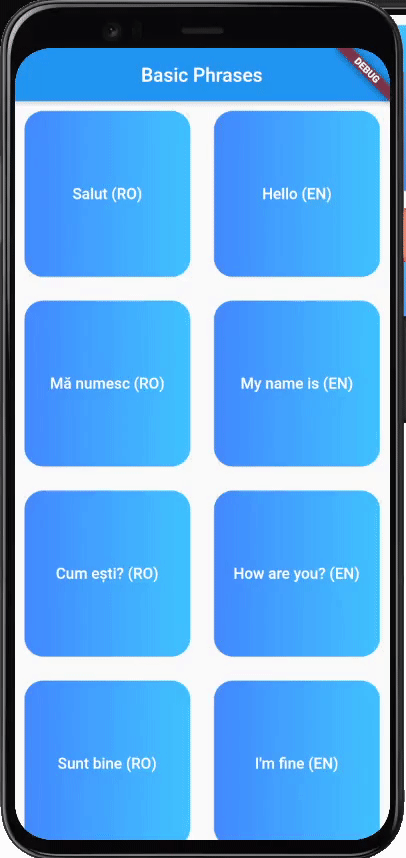 Basic Phrases
DEBUG
Salut (RO)
Hello (EN)
Mă numesc (RO)
My name is (EN)
Cum ești? (RO)
How are you? (EN)
Sunt bine (RO)
I'm fine (EN)